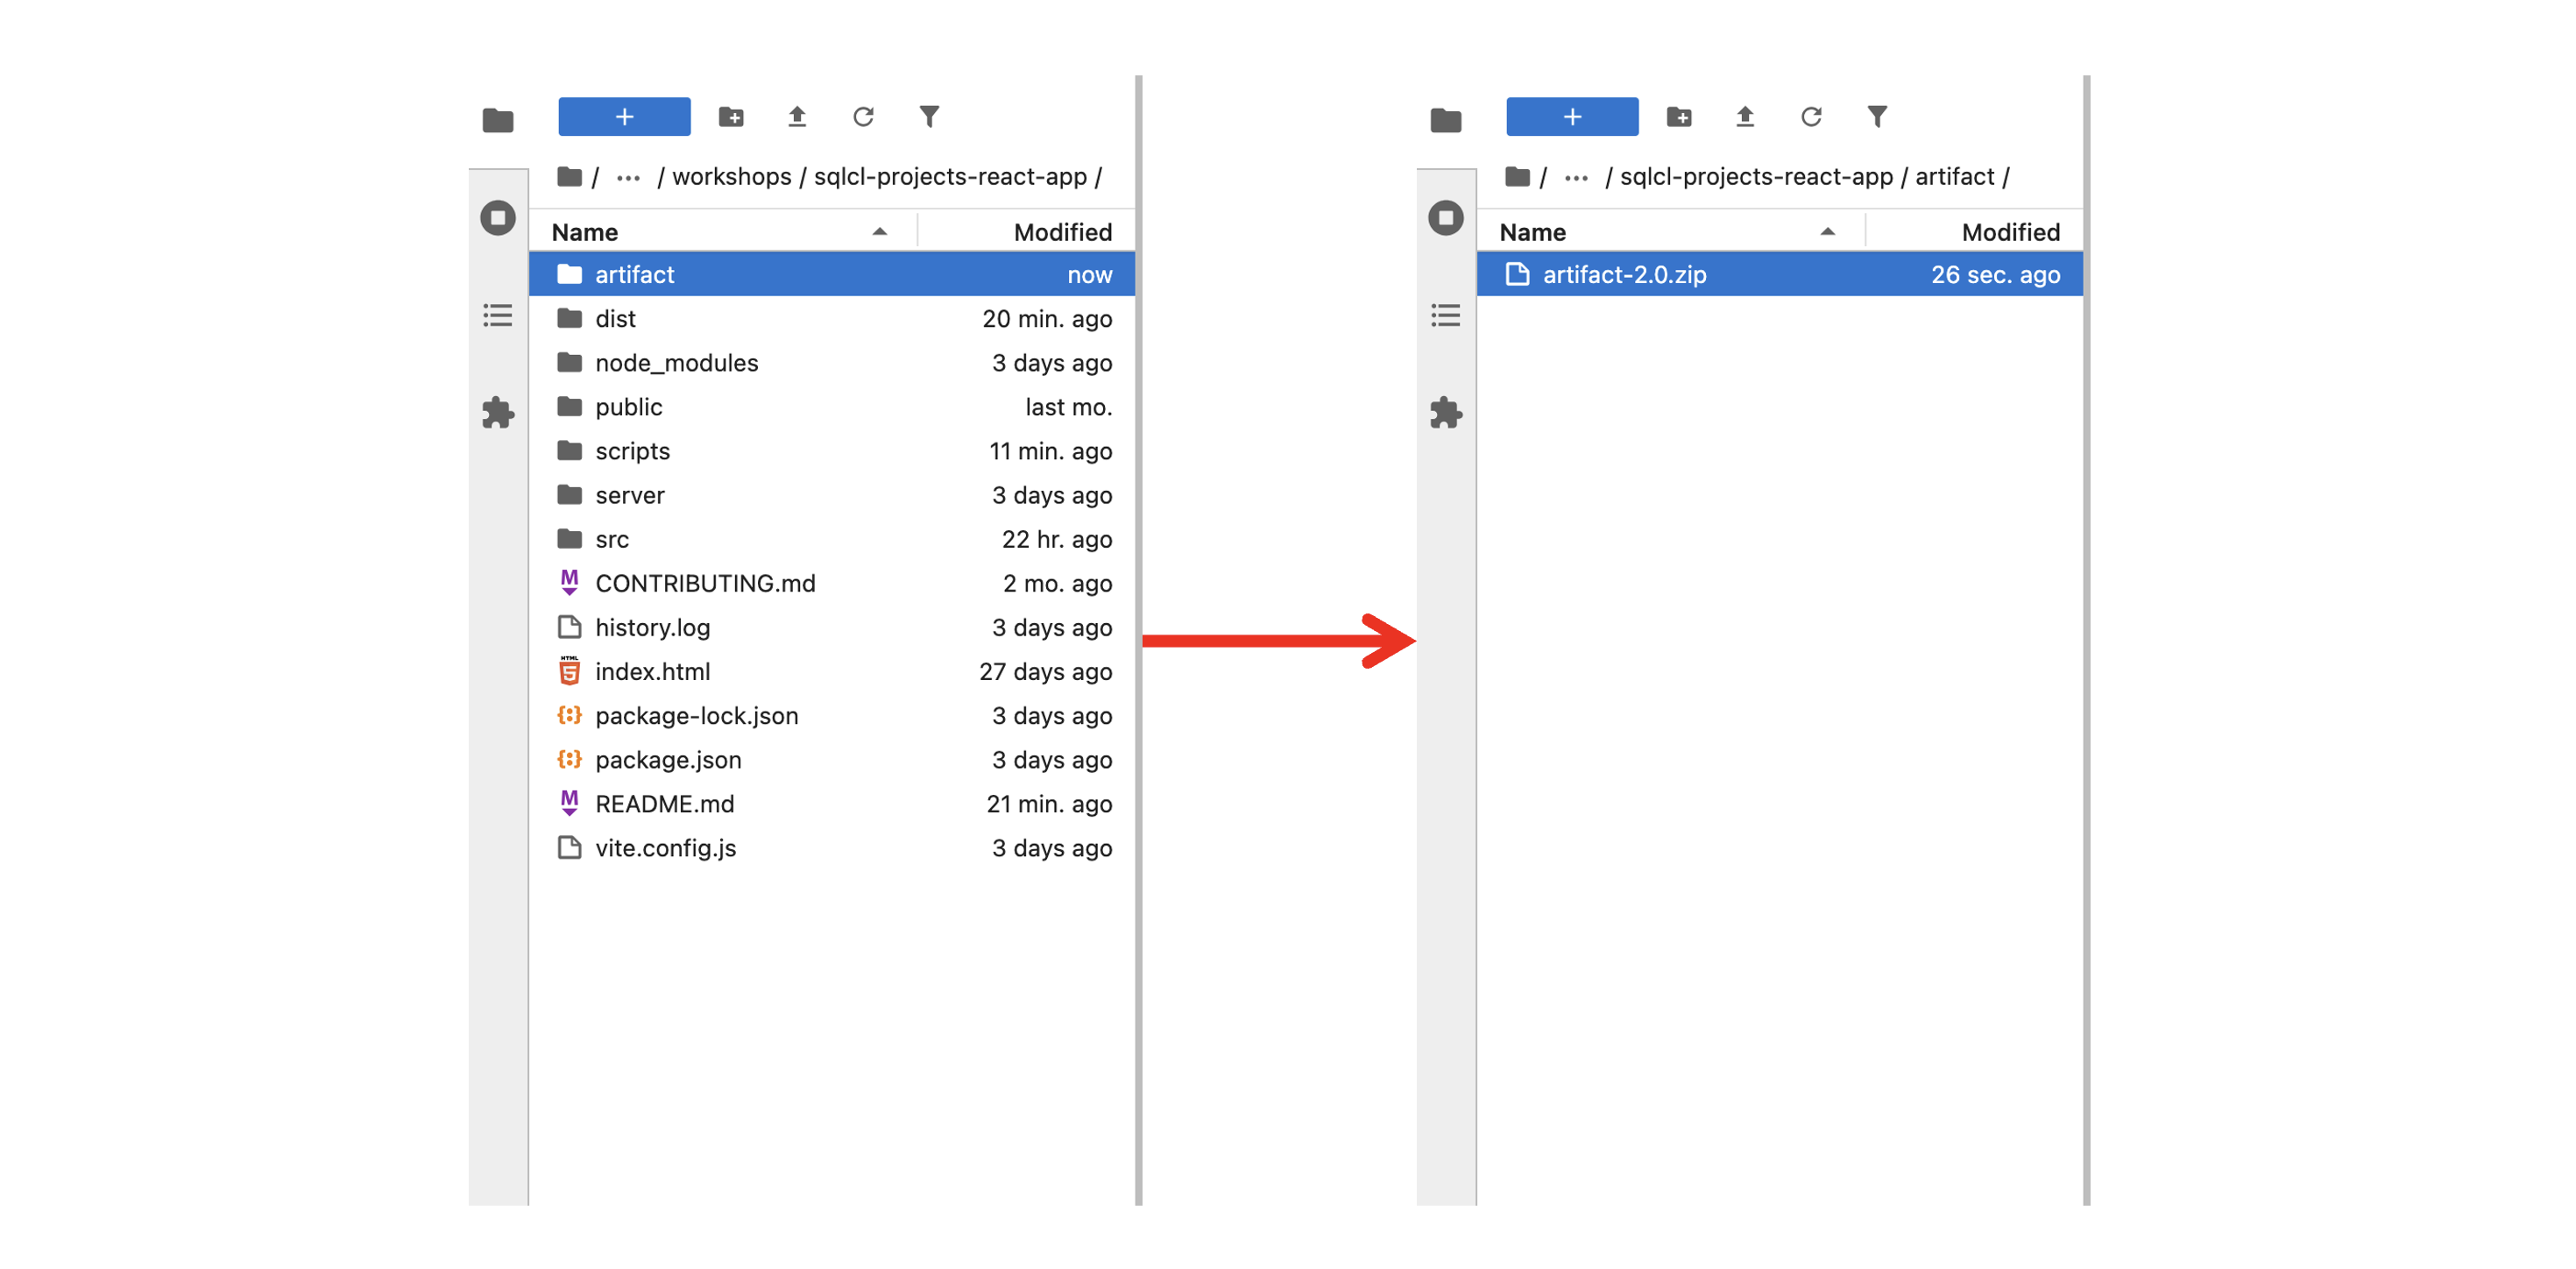 +
/ ... / workshops / sqlcl-projects-react-app /
Name Modified
artifact now
dist 20 min. ago
node_modules 3 days ago
public last mo.
scripts 11 min. ago
server 3 days ago
src 22 hr. ago
CONTRIBUTING.md 2 mo. ago
history.log 3 days ago
index.html 27 days ago
package-lock.json 3 days ago
package.json 3 days ago
README.md 21 min. ago
vite.config.js 3 days ago
+
/ ... / sqlcl-projects-react-app / artifact /
Name Modified
artifact-2.0.zip 26 sec. ago